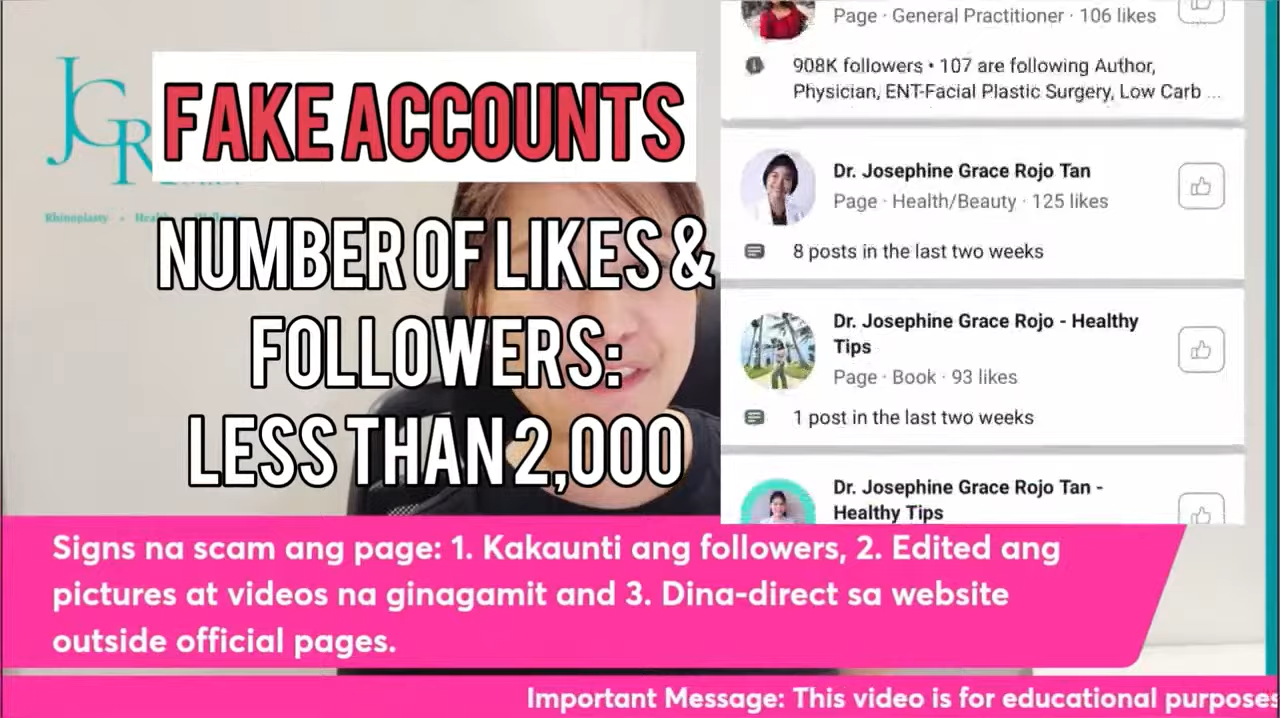 JGR
Rhinoplasty
FAKE ACCOUNTS
NUMBER OF LIKES &
FOLLOWERS:
LESS THAN 2,000
Page · General Practitioner · 106 likes
908K followers • 107 are following Author,
Physician, ENT-Facial Plastic Surgery, Low Carb ...
Dr. Josephine Grace Rojo Tan
Page · Health/Beauty · 125 likes
8 posts in the last two weeks
Dr. Josephine Grace Rojo - Healthy
Tips
Page · Book · 93 likes
1 post in the last two weeks
Dr. Josephine Grace Rojo Tan -
Healthy Tips
Signs na scam ang page: 1. Kakaunti ang followers, 2. Edited ang
pictures at videos na ginagamit and 3. Dina-direct sa website
outside official pages.
Important Message: This video is for educational purposes